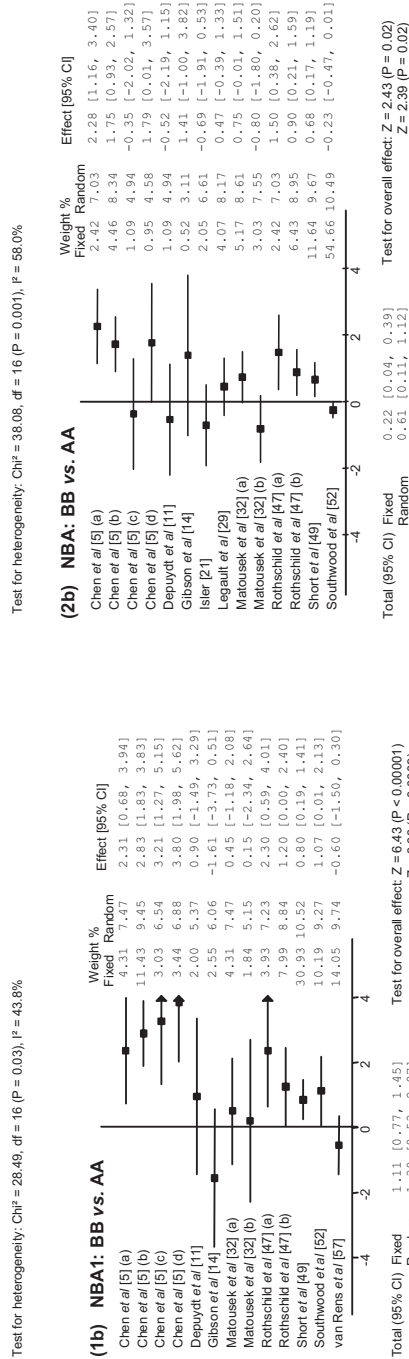 Test for heterogeneity: Chi² = 28.49, df = 16 (P = 0.03), I² = 43.8%
(1b) NBA1: BB vs. AA
Weight %
Fixed Random Effect [95% CI]
Chen et al [5] (a) 4.31 7.47 2.31 [0.68, 3.94]
Chen et al [5] (b) 11.43 9.45 2.83 [1.83, 3.83]
Chen et al [5] (c) 3.03 6.54 3.21 [1.27, 5.15]
Chen et al [5] (d) 3.44 6.88 3.80 [1.98, 5.62]
Depuydt et al [11] 2.00 5.37 0.90 [-1.49, 3.29]
Gibson et al [14] 2.55 6.06 -1.61 [-3.73, 0.51]
Matousek et al [32] (a) 4.31 7.47 0.45 [-1.18, 2.08]
Matousek et al [32] (b) 1.84 5.15 0.15 [-2.34, 2.64]
Rothschild et al [47] (a) 3.93 7.23 2.30 [0.59, 4.01]
Rothschild et al [47] (b) 7.99 8.84 1.20 [0.00, 2.40]
Short et al [49] 30.93 10.52 0.80 [0.19, 1.41]
Southwood et al [52] 10.19 9.27 1.07 [0.01, 2.13]
van Rens et al [57] 14.05 9.74 -0.60 [-1.50, 0.30]
-4 -2 0 2 4
Total (95% CI) Fixed 1.11 [0.77, 1.45] Test for overall effect: Z = 6.43 (P < 0.00001)
Test for heterogeneity: Chi² = 38.08, df = 16 (P = 0.001), I² = 58.0%
(2b) NBA: BB vs. AA
Weight %
Fixed Random Effect [95% CI]
Chen et al [5] (a) 2.42 7.03 2.28 [1.16, 3.40]
Chen et al [5] (b) 4.46 8.34 1.75 [0.93, 2.57]
Chen et al [5] (c) 1.09 4.94 -0.35 [-2.02, 1.32]
Chen et al [5] (d) 0.95 4.58 1.79 [0.01, 3.57]
Depuydt et al [11] 1.09 4.94 -0.52 [-2.19, 1.15]
Gibson et al [14] 0.52 3.11 1.41 [-1.00, 3.82]
Isler [21] 2.05 6.61 -0.69 [-1.91, 0.53]
Legault et al [29] 4.07 8.17 0.47 [-0.39, 1.33]
Matousek et al [32] (a) 5.17 8.61 0.75 [-0.01, 1.51]
Matousek et al [32] (b) 3.03 7.55 -0.80 [-1.80, 0.20]
Rothschild et al [47] (a) 2.42 7.03 1.50 [0.38, 2.62]
Rothschild et al [47] (b) 6.43 8.95 0.90 [0.21, 1.59]
Short et al [49] 11.64 9.67 0.68 [0.17, 1.19]
Southwood et al [52] 54.66 10.49 -0.23 [-0.47, 0.01]
-4 -2 0 2 4
Total (95% CI) Fixed 0.22 [0.04, 0.39] Test for overall effect: Z = 2.43 (P = 0.02)
Random 0.61 [0.11, 1.12] Z = 2.39 (P = 0.02)